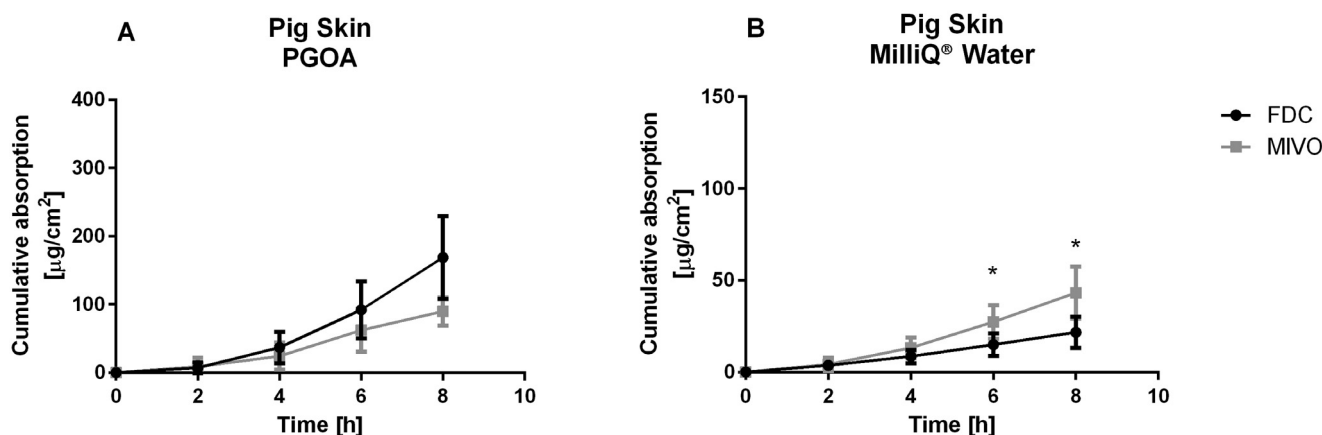 A
Pig Skin
PGOA
Cumulative absorption
[µg/cm²]
400
300
200
100
0
0 2 4 6 8 10
Time [h]
B
Pig Skin
MilliQ® Water
Cumulative absorption
[µg/cm²]
150
100
50
0
*
*
0 2 4 6 8 10
Time [h]
FDC
MIVO